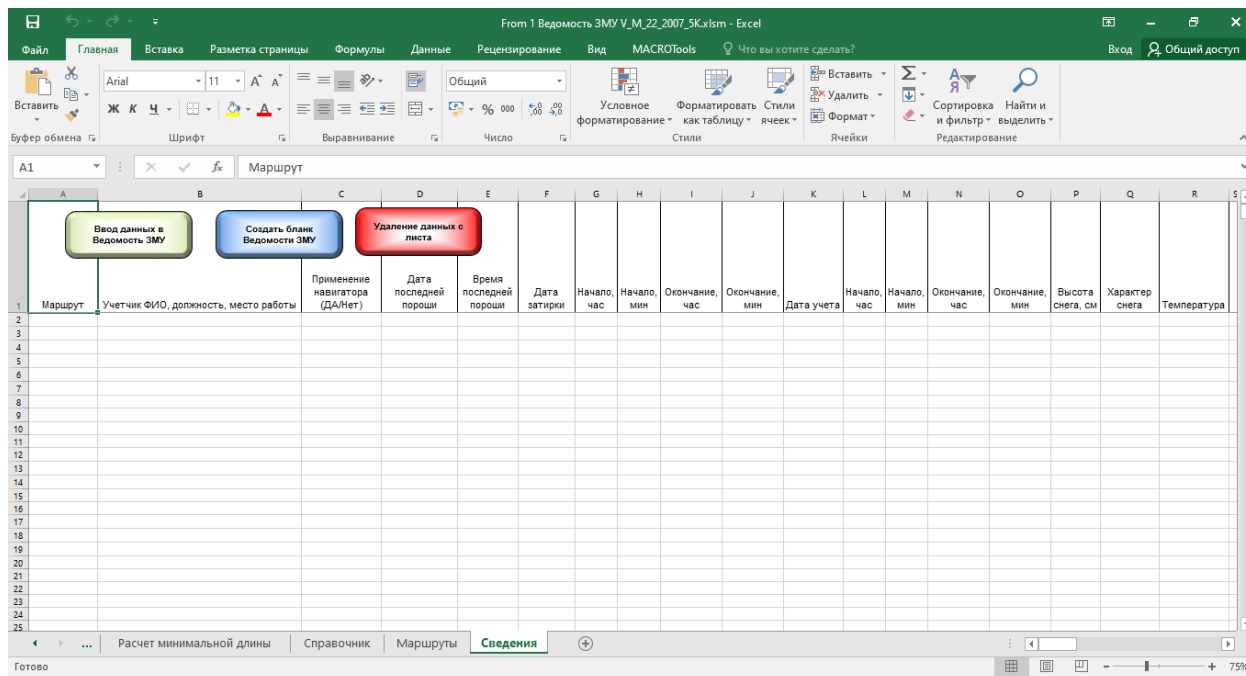 From 1 Ведомость ЗМУ V_M_22_2007_5K.xlsm - Excel
Файл Главная Вставка Разметка страницы Формулы Данные Рецензирование Вид MACROTools Что вы хотите сделать? Вход Общий доступ
Вставить
Arial 11
Ж К Ч
Общий
% 000
Условное форматирование
Форматировать как таблицу
Стили ячеек
Вставить
Удалить
Формат
Сортировка и фильтр
Найти и выделить
Буфер обмена Шрифт Выравнивание Число Стили Ячейки Редактирование
A1 fx Маршрут
A B C D E F G H I J K L M N O P Q R S
Ввод данных в Ведомость ЗМУ
Создать бланк Ведомости ЗМУ
Удаление данных с листа
1 Маршрут
Учетчик ФИО, должность, место работы
Применение навигатора (ДА/Нет)
Дата последней пороши
Время последней пороши
Дата затирки
Начало, час
Начало, мин
Окончание, час
Окончание, мин
Дата учета
Начало, час
Начало, мин
Окончание, час
Окончание, мин
Высота снега, см
Характер снега
Температура
2
3
4
5
6
7
8
9
10
11
12
13
14
15
16
17
18
19
20
21
22
23
24
25
... Расчет минимальной длины Справочник Маршруты Сведения
Готово 75%